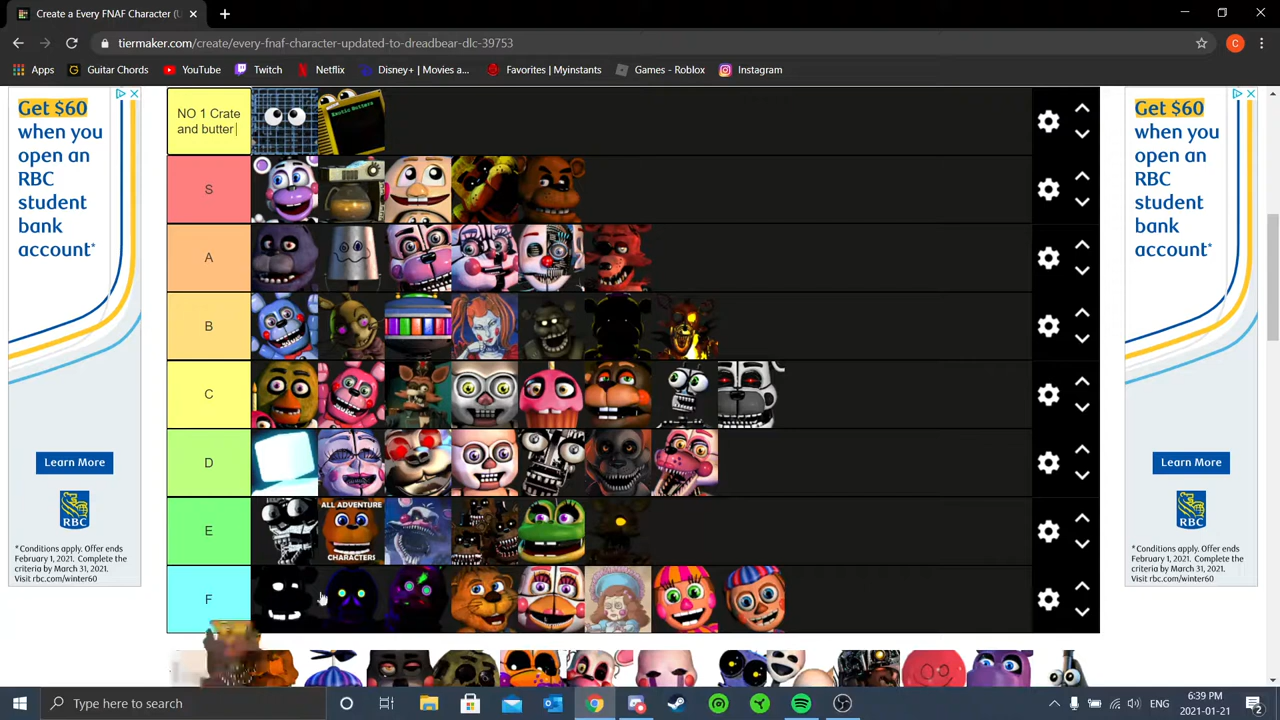 Create a Every FNAF Character (U
tiermaker.com/create/every-fnaf-character-updated-to-dreadbear-dlc-39753
C
Apps
Guitar Chords
YouTube
Twitch
Netflix
Disney+ | Movies a...
Favorites | Myinstants
Games - Roblox
Instagram
Get $60
when you
open an
RBC
student
bank
account*
Learn More
RBC
*Conditions apply. Offer ends
February 1, 2021. Complete the
criteria by March 31, 2021.
Visit rbc.com/winter60
NO 1 Crate
and butter
Exotic Butters
S
A
B
C
D
E
ALL ADVENTURE
CHARACTERS
F
Get $60
when you
open an
RBC
student
bank
account*
Learn More
RBC
*Conditions apply. Offer ends
February 1, 2021. Complete the
criteria by March 31, 2021.
Visit rbc.com/winter60
Type here to search
ENG
6:39 PM
2021-01-21
2